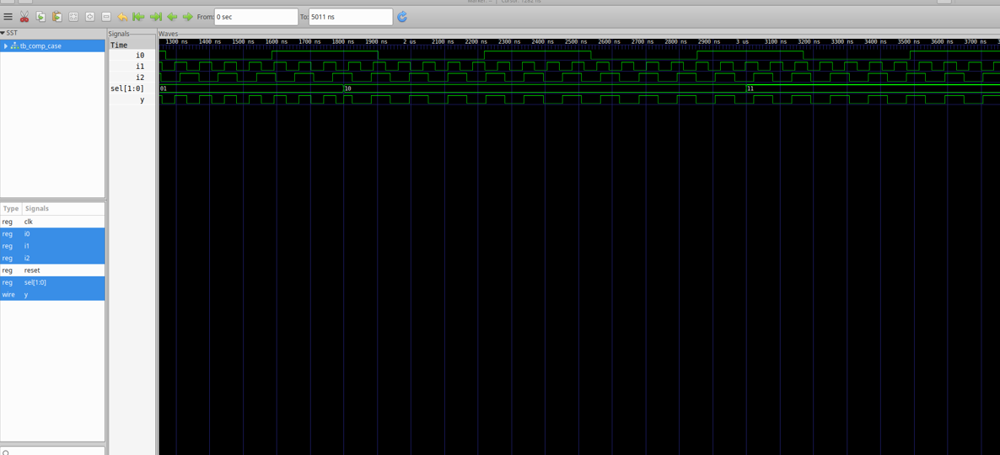 From: 0 sec To: 5011 ns
SST
tb_comp_case
Type Signals
reg clk
reg i0
reg i1
reg i2
reg reset
reg sel[1:0]
wire y
Signals
Time
i0
i1
i2
sel[1:0]
y
Waves
1300 ns 1400 ns 1500 ns 1600 ns 1700 ns 1800 ns 1900 ns 2 us 2100 ns 2200 ns 2300 ns 2400 ns 2500 ns 2600 ns 2700 ns 2800 ns 2900 ns 3 us 3100 ns 3200 ns 3300 ns 3400 ns 3500 ns 3600 ns 3700 ns
01 10 11